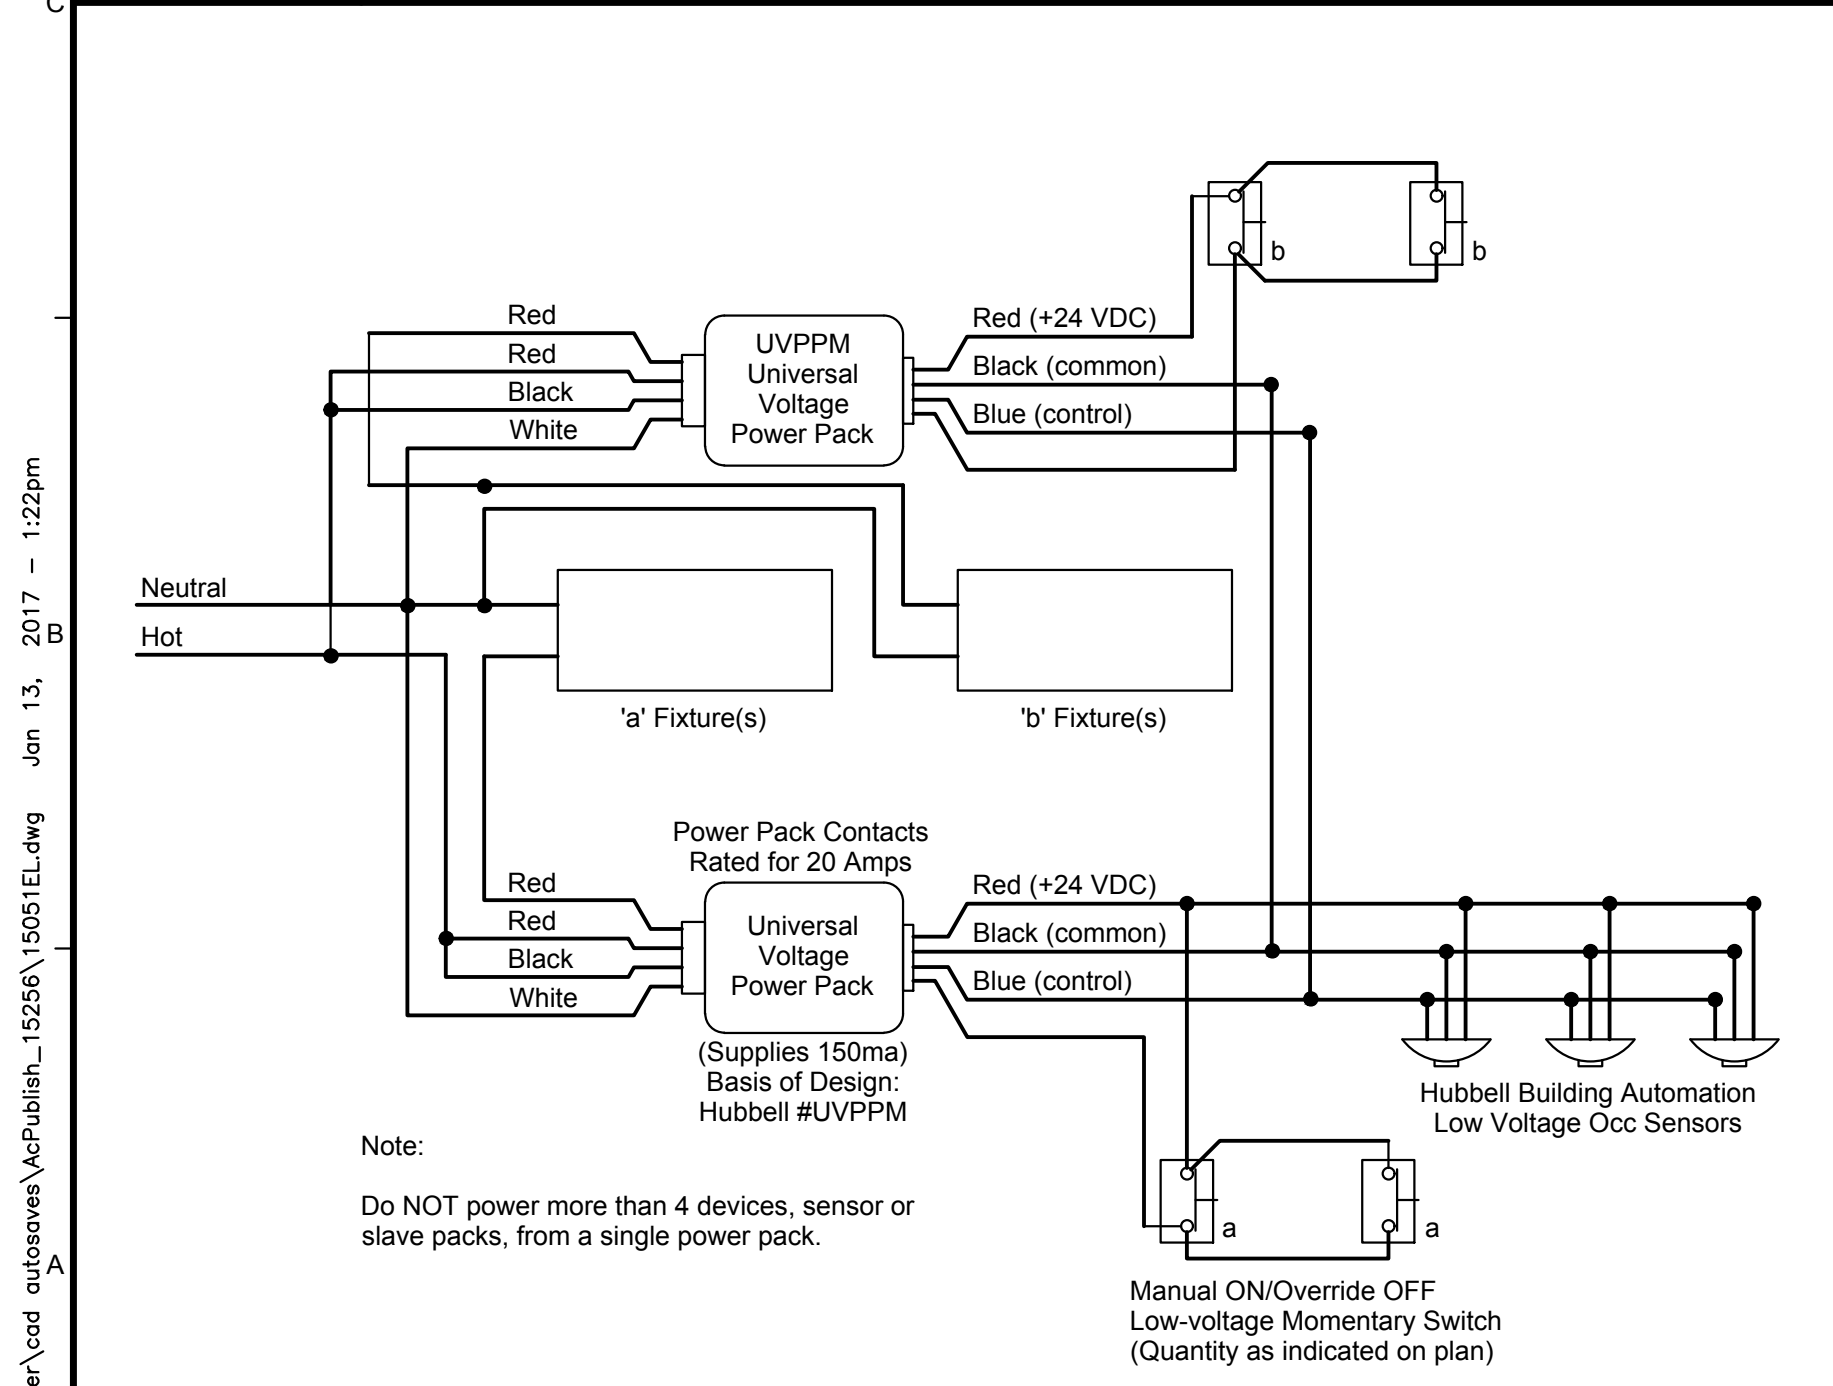 C
b
b
Red
Red
Black
White
UVPPM
Universal
Voltage
Power Pack
Red (+24 VDC)
Black (common)
Blue (control)
Neutral
Hot
B
'a' Fixture(s)
'b' Fixture(s)
Power Pack Contacts
Rated for 20 Amps
Red
Red
Black
White
Universal
Voltage
Power Pack
Red (+24 VDC)
Black (common)
Blue (control)
(Supplies 150ma)
Basis of Design:
Hubbell #UVPPM
Hubbell Building Automation
Low Voltage Occ Sensors
Note:
Do NOT power more than 4 devices, sensor or
slave packs, from a single power pack.
a
a
A
Manual ON/Override OFF
Low-voltage Momentary Switch
(Quantity as indicated on plan)
er\cad autosaves\AcPublish_15256\15051EL.dwg Jan 13, 2017 - 1:22pm